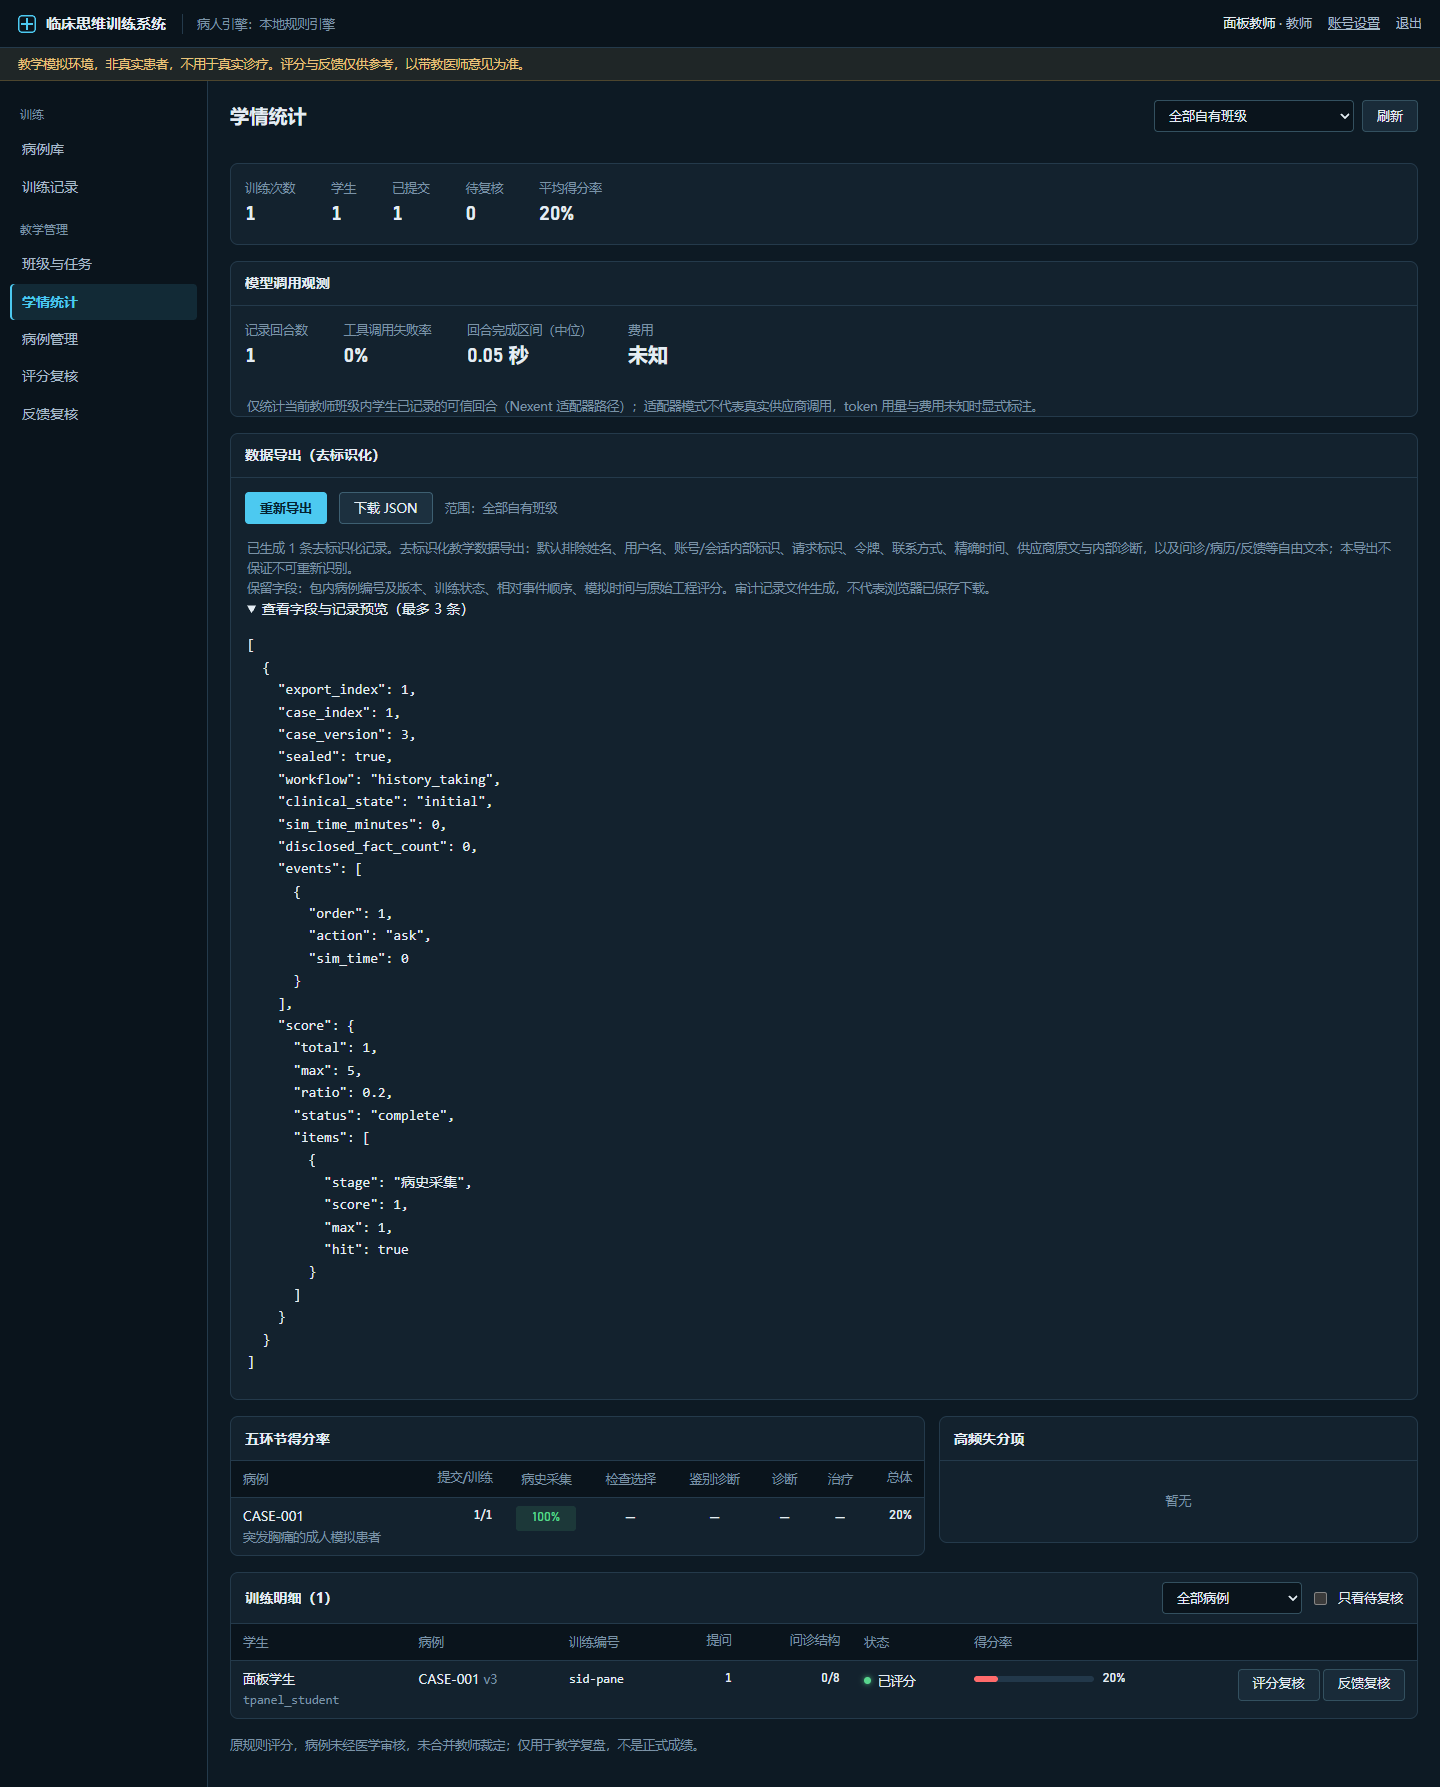 临床思维训练系统 病人引擎：本地规则引擎 面板教师 · 教师 账号设置 退出
教学模拟环境，非真实患者，不用于真实诊疗。评分与反馈仅供参考，以带教医师意见为准。
训练
病例库
训练记录
教学管理
班级与任务
学情统计
病例管理
评分复核
反馈复核
学情统计 全部自有班级 刷新
训练次数 学生 已提交 待复核 平均得分率
1 1 1 0 20%
模型调用观测
记录回合数 工具调用失败率 回合完成区间（中位） 费用
1 0% 0.05 秒 未知
仅统计当前教师班级内学生已记录的可信回合（Nexent 适配器路径）；适配器模式不代表真实供应商调用，token 用量与费用未知时显式标注。
数据导出（去标识化）
重新导出 下载 JSON 范围：全部自有班级
已生成 1 条去标识化记录。去标识化教学数据导出：默认排除姓名、用户名、账号/会话内部标识、请求标识、令牌、联系方式、精确时间、供应商原文与内部诊断，以及问诊/病历/反馈等自由文本；本导出不
保证不可重新识别。
保留字段：包内病例编号及版本、训练状态、相对事件顺序、模拟时间与原始工程评分。审计记录文件生成，不代表浏览器已保存下载。
▼ 查看字段与记录预览（最多 3 条）
[
  {
    "export_index": 1,
    "case_index": 1,
    "case_version": 3,
    "sealed": true,
    "workflow": "history_taking",
    "clinical_state": "initial",
    "sim_time_minutes": 0,
    "disclosed_fact_count": 0,
    "events": [
      {
        "order": 1,
        "action": "ask",
        "sim_time": 0
      }
    ],
    "score": {
      "total": 1,
      "max": 5,
      "ratio": 0.2,
      "status": "complete",
      "items": [
        {
          "stage": "病史采集",
          "score": 1,
          "max": 1,
          "hit": true
        }
      ]
    }
  }
]
五环节得分率
病例 提交/训练 病史采集 检查选择 鉴别诊断 诊断 治疗 总体
CASE-001 1/1 100% — — — — 20%
突发胸痛的成人模拟患者
高频失分项
暂无
训练明细（1） 全部病例 只看待复核
学生 病例 训练编号 提问 问诊结构 状态 得分率
面板学生 CASE-001 v3 sid-pane 1 0/8 已评分 20% 评分复核 反馈复核
tpanel_student
原规则评分，病例未经医学审核，未合并教师裁定；仅用于教学复盘，不是正式成绩。